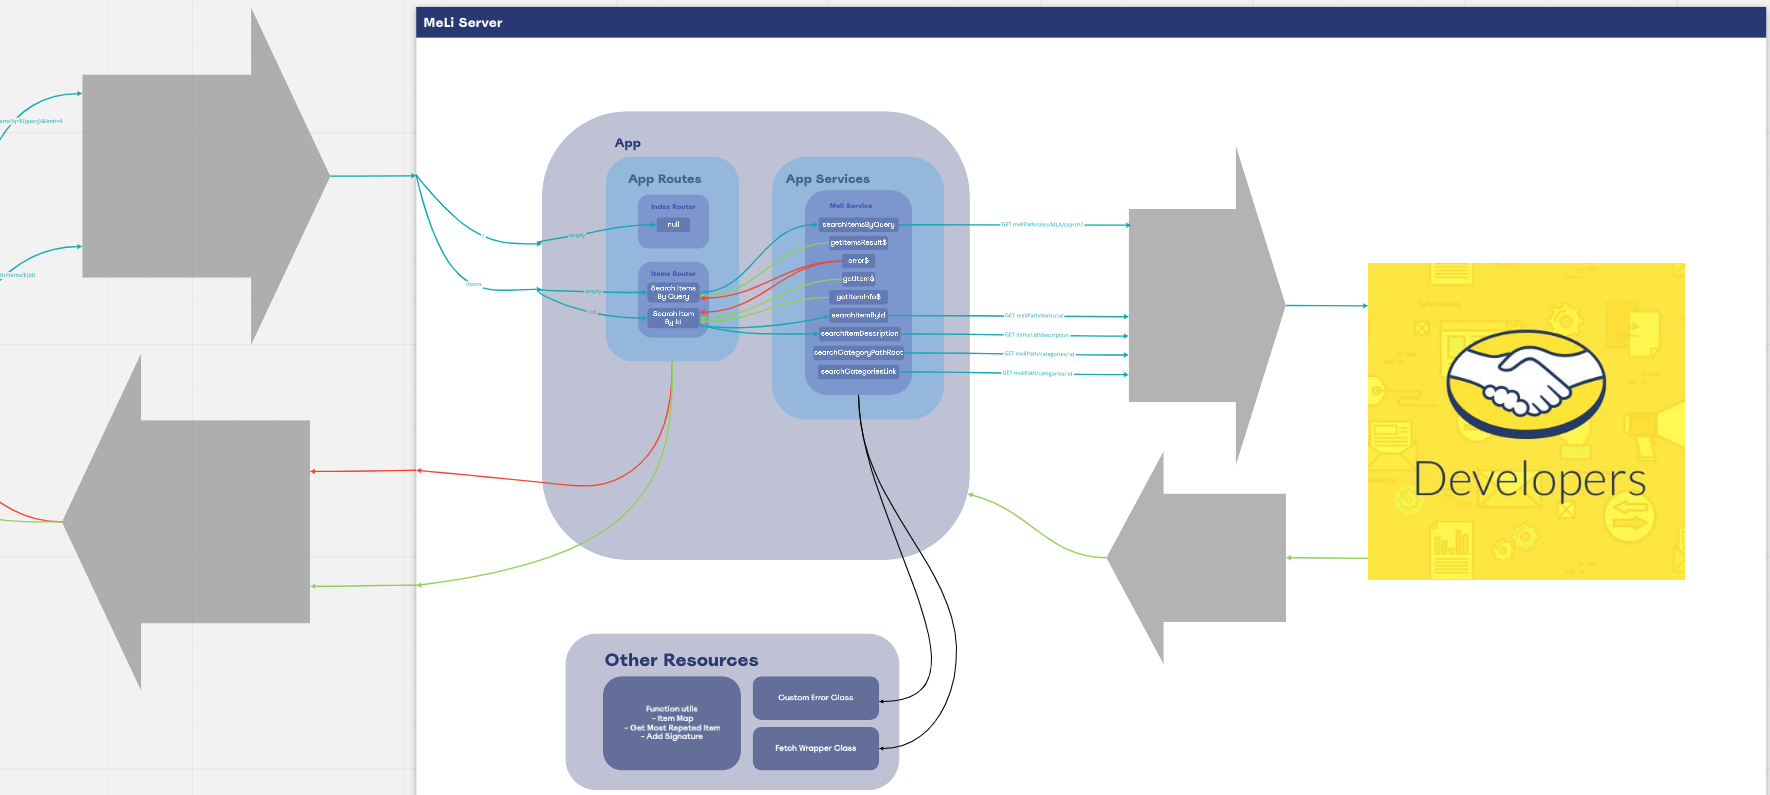 MeLi Server
ems?q=${query}&limit=4
th/items/${id}
/
/items
empty
empty
App
App Routes
Index Router
null
Items Router
Search Items
By Query
Search Item
By Id
App Services
Meli Service
searchItemsByQuery
getItemsResult$
error$
getItem$
getItemInfo$
searchItemById
searchItemDescription
searchCategoryPathRoot
searchCategoriesLink
GET meliPath/sites/MLA/search?
GET meliPath/items/:id
GET items/:id/description
GET meliPath/categories/:id
GET meliPath/categories/:id
Developers
Other Resources
Function utils
- Item Map
- Get Most Repeted Item
- Add Signature
Custom Error Class
Fetch Wrapper Class